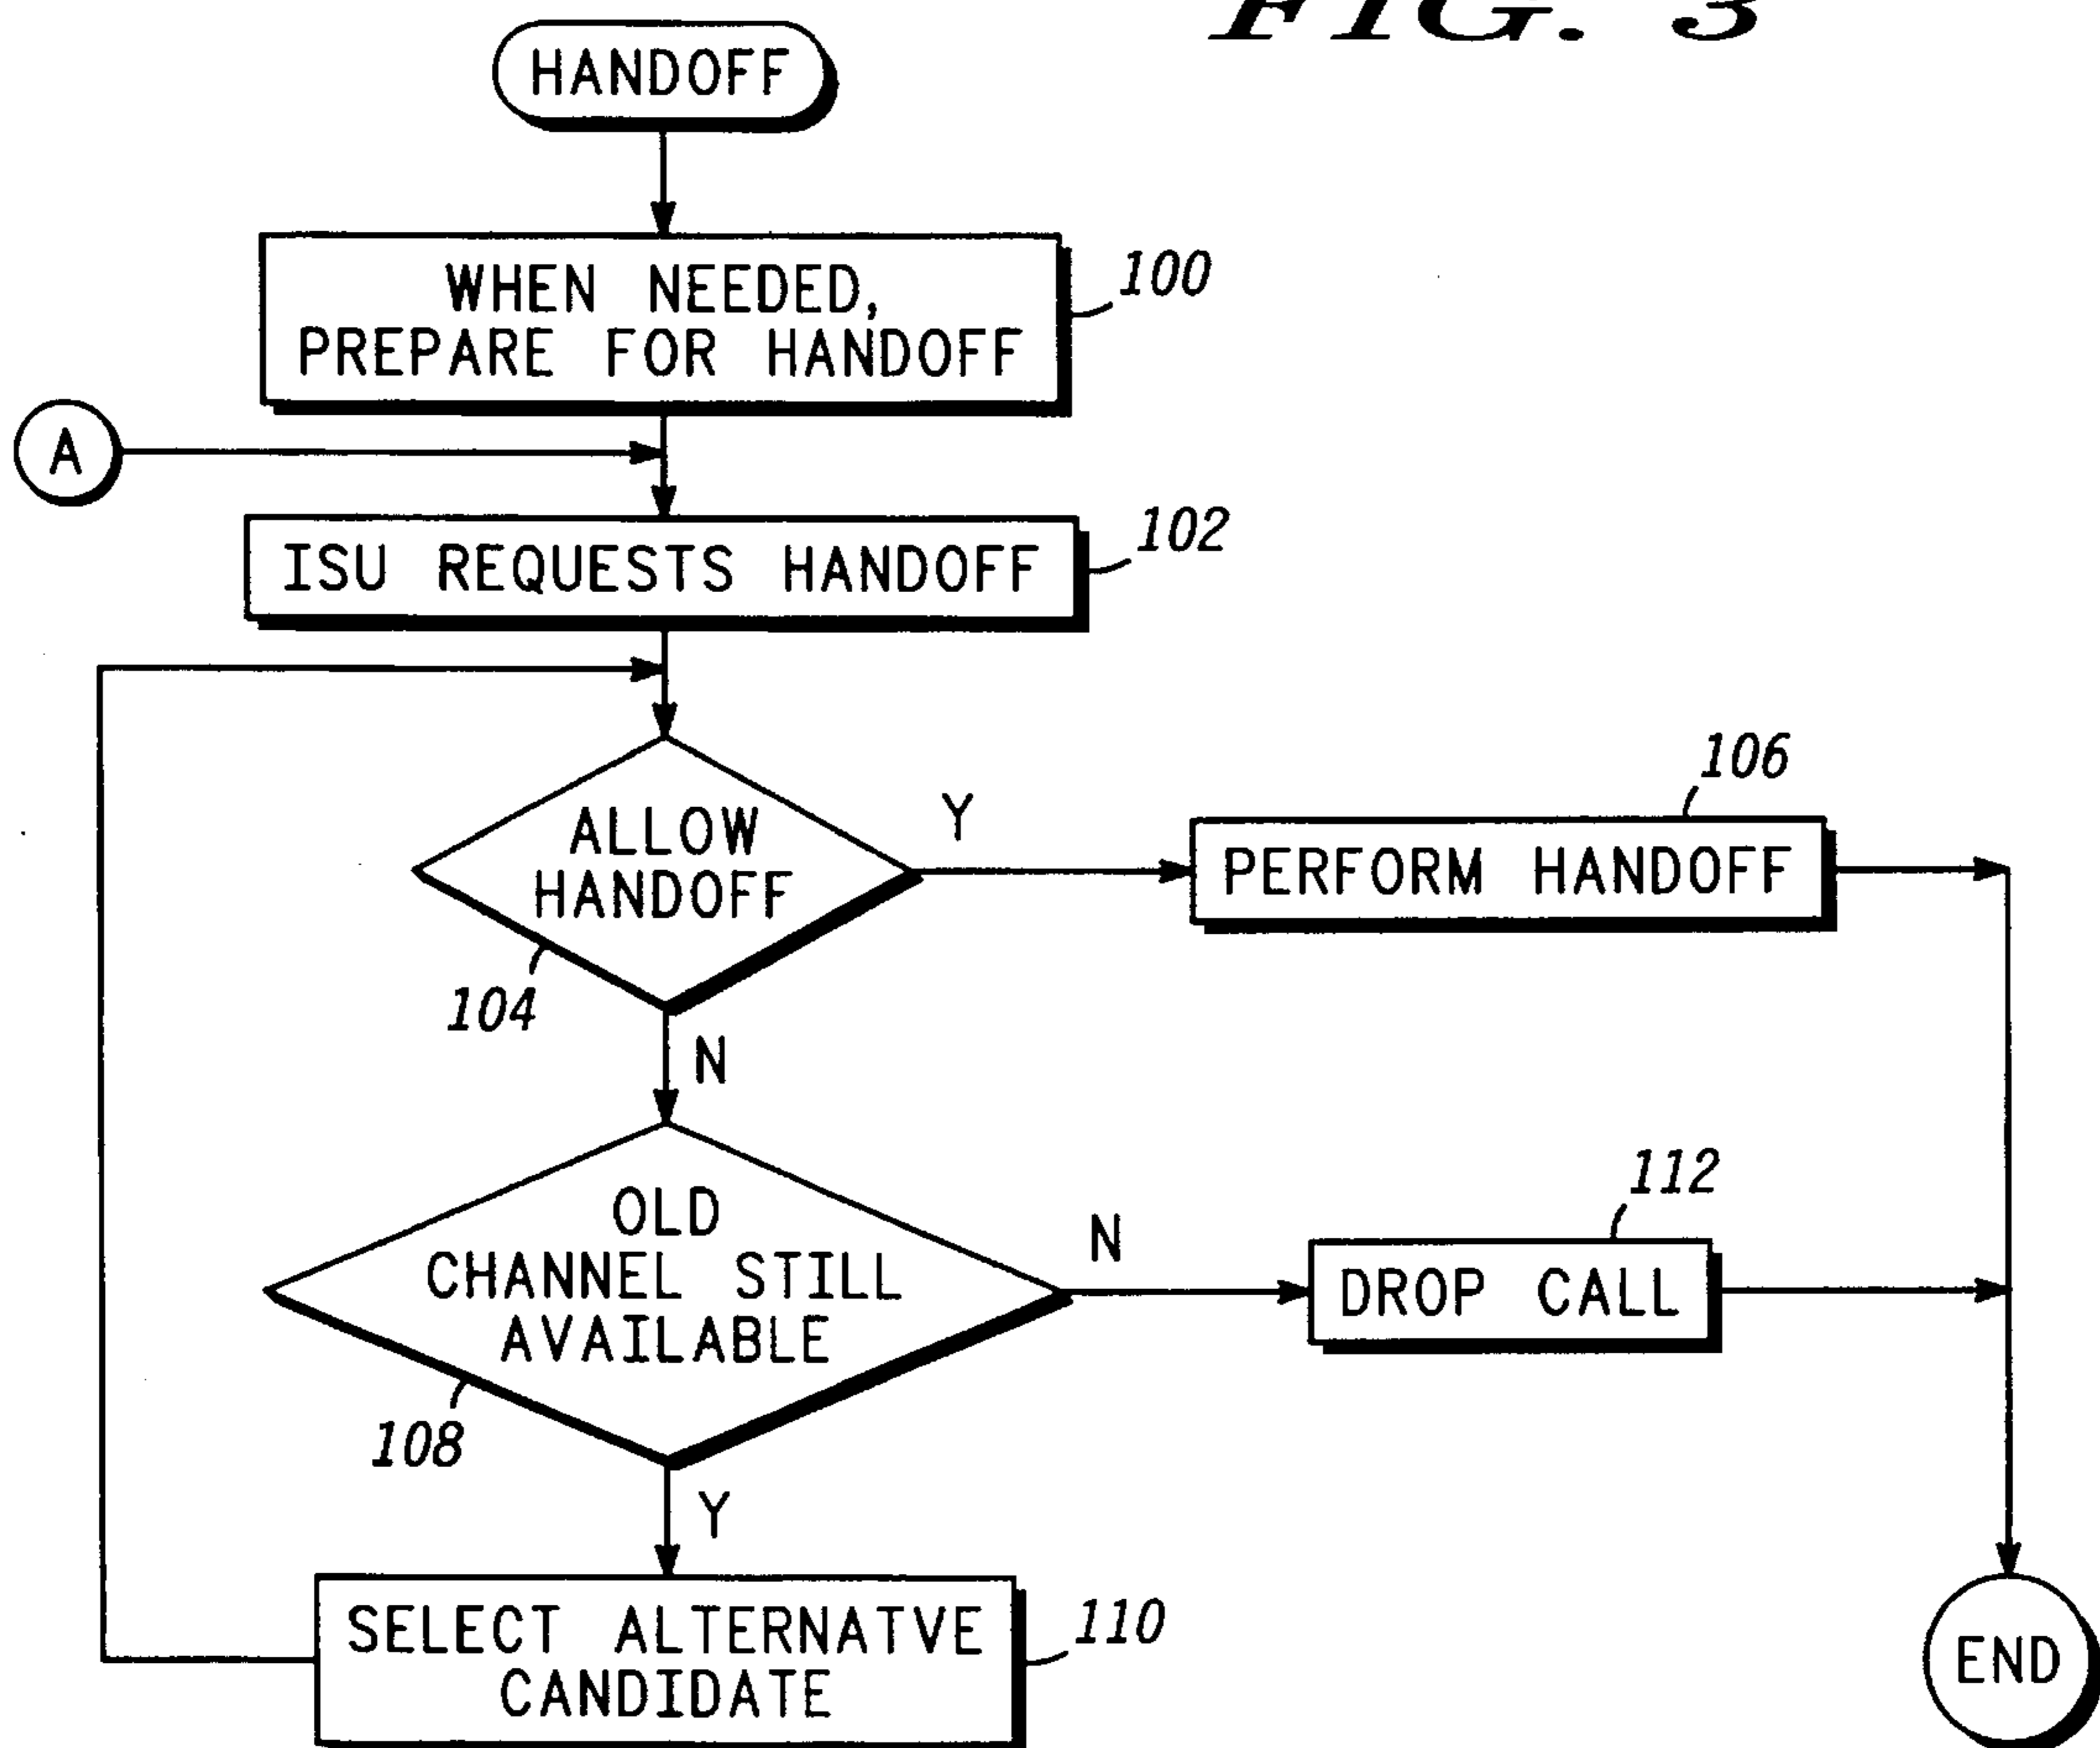 FIG. 3
HANDOFF
WHEN NEEDED,
PREPARE FOR HANDOFF
100
A
ISU REQUESTS HANDOFF
102
ALLOW
HANDOFF
104
Y
PERFORM HANDOFF
106
N
OLD
CHANNEL STILL
AVAILABLE
108
N
DROP CALL
112
Y
SELECT ALTERNATVE
CANDIDATE
110
END